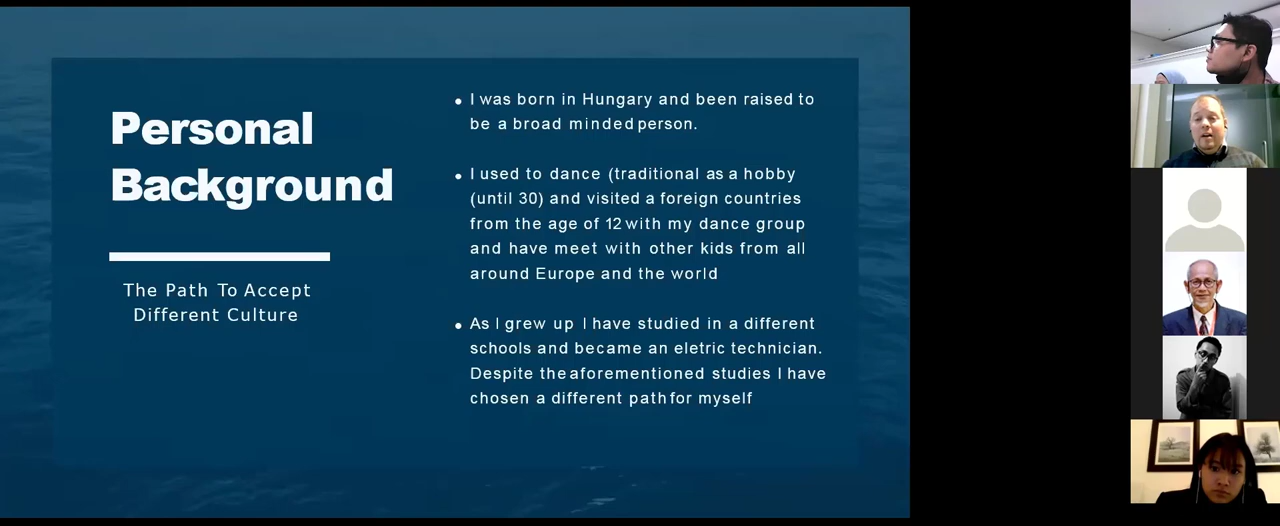 Personal
Background
The Path To Accept
Different Culture
• I was born in Hungary and been raised to
be a broad minded person.
• I used to dance (traditional as a hobby
(until 30) and visited a foreign countries
from the age of 12 with my dance group
and have meet with other kids from all
around Europe and the world
• As I grew up I have studied in a different
schools and became an eletric technician.
Despite the aforementioned studies I have
chosen a different path for myself